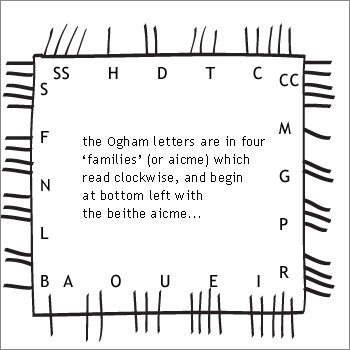 SS H D T C CC
S
F
N
L
B
M
G
P
R
A O U E I
the Ogham letters are in four
‘families’ (or aicme) which
read clockwise, and begin
at bottom left with
the beithe aicme...